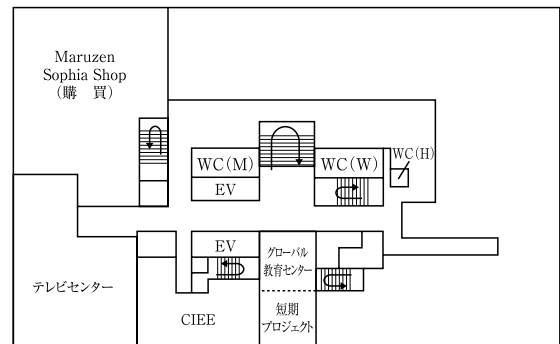 Maruzen
Sophia Shop
（購　買）
WC（M）
WC（W）
WC（H）
EV
EV
グローバル
教育センター
テレビセンター
短期
プロジェクト
CIEE